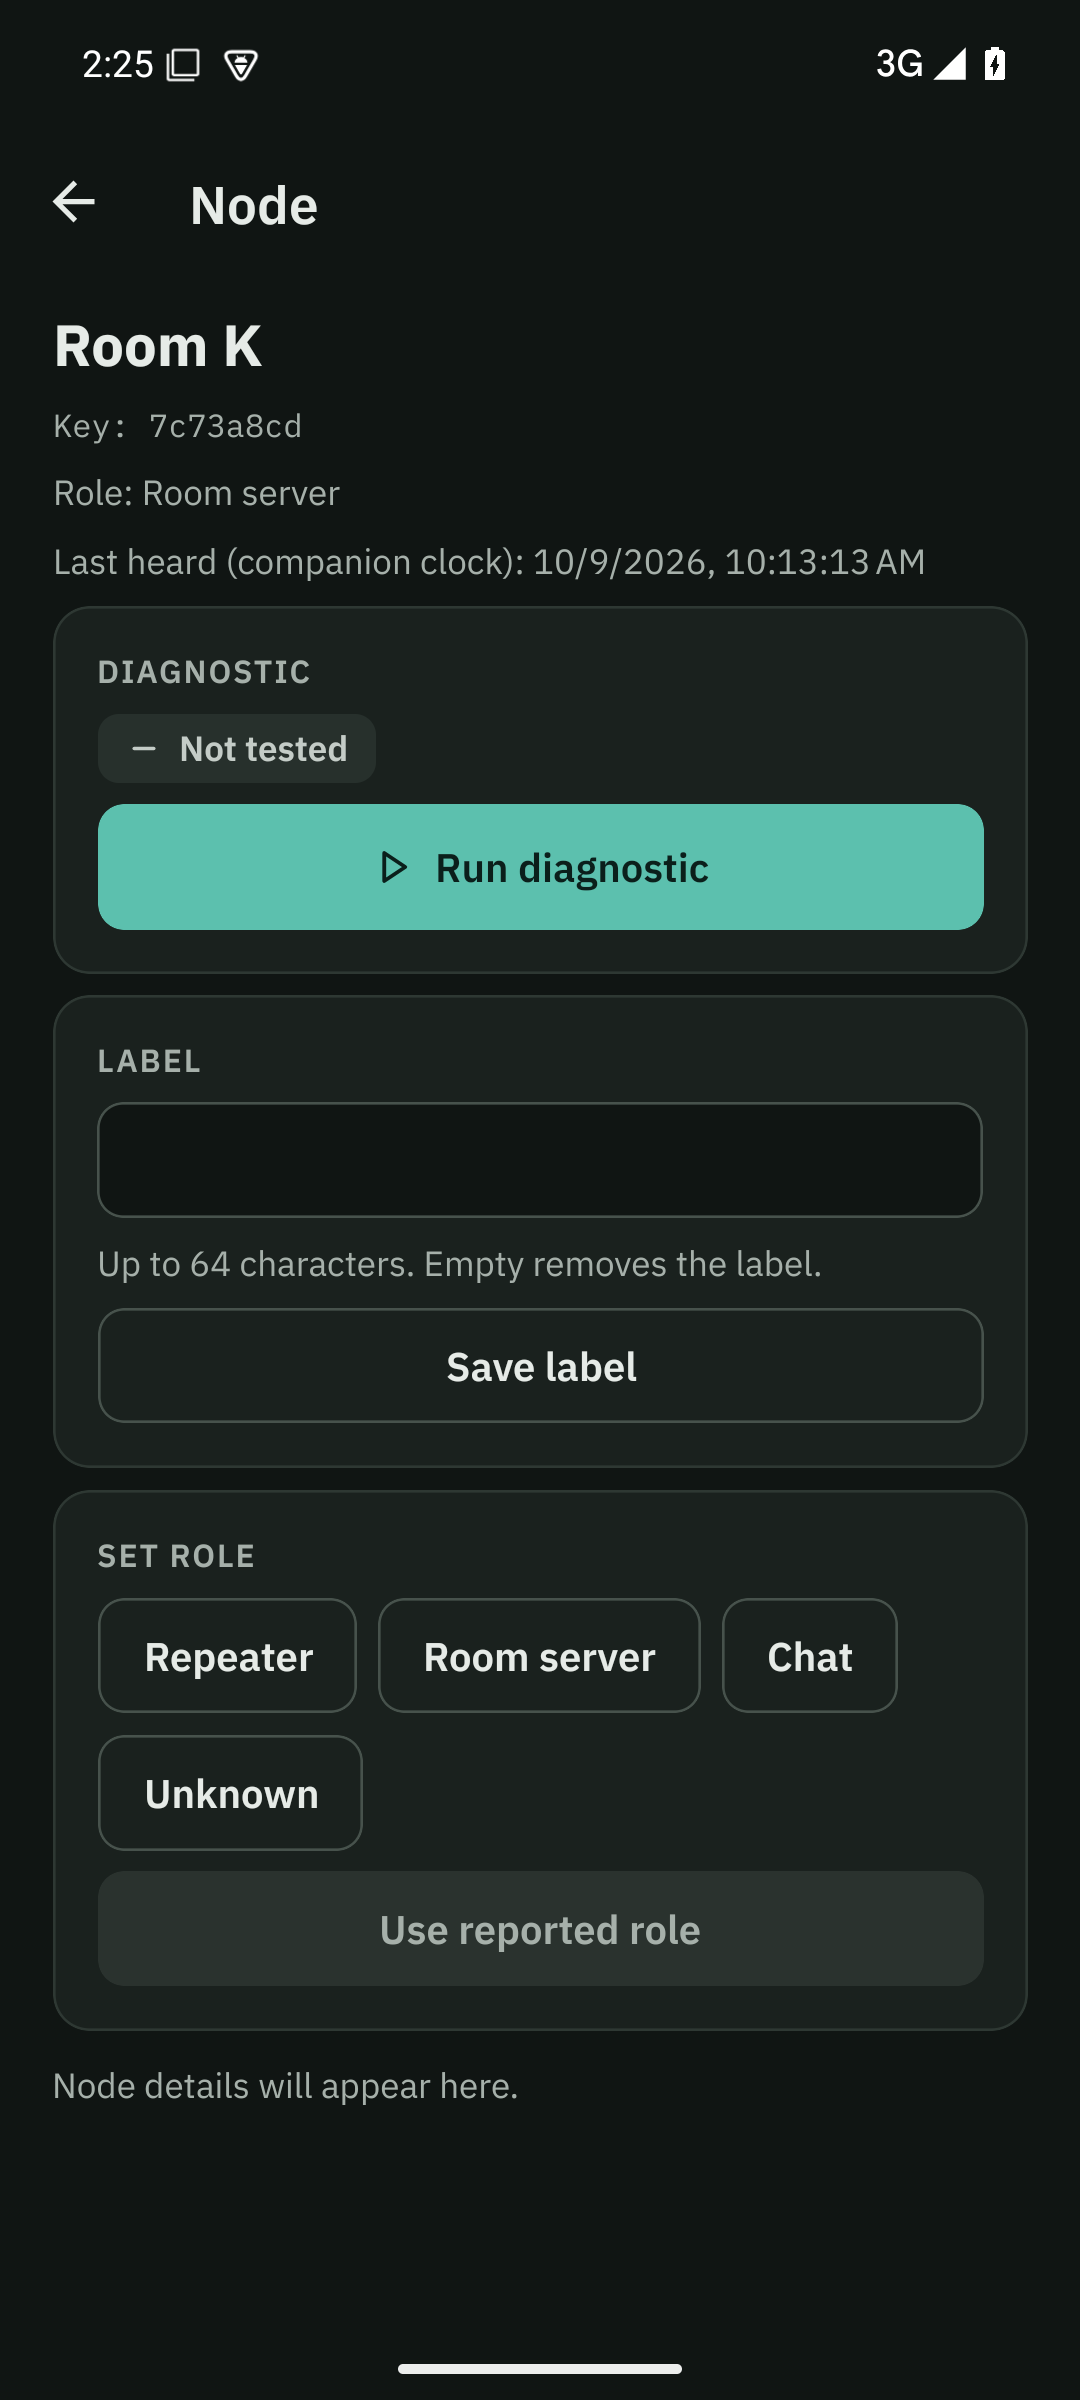 2:25
3G
Node
Room K
Key: 7c73a8cd
Role: Room server
Last heard (companion clock): 10/9/2026, 10:13:13 AM
DIAGNOSTIC
— Not tested
Run diagnostic
LABEL
Up to 64 characters. Empty removes the label.
Save label
SET ROLE
Repeater
Room server
Chat
Unknown
Use reported role
Node details will appear here.